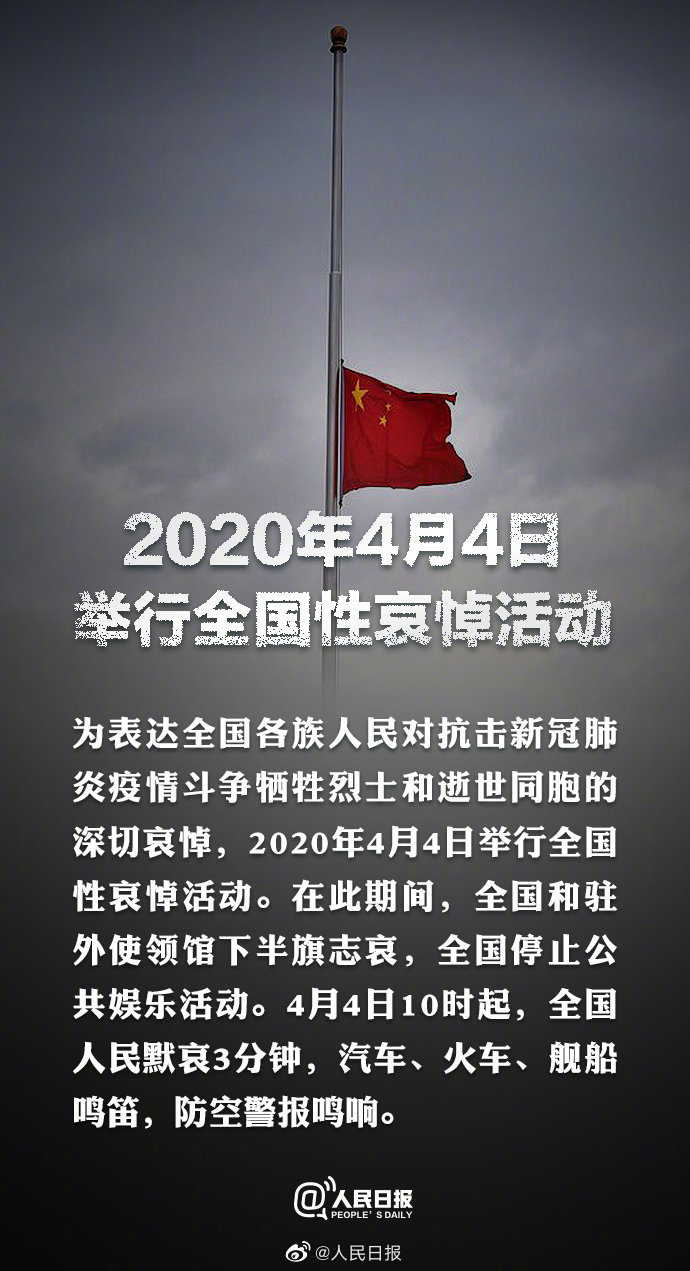 2020年4月4日
举行全国性哀悼活动
为表达全国各族人民对抗击新冠肺
炎疫情斗争牺牲烈士和逝世同胞的
深切哀悼，2020年4月4日举行全国
性哀悼活动。在此期间，全国和驻
外使领馆下半旗志哀，全国停止公
共娱乐活动。4月4日10时起，全国
人民默哀3分钟，汽车、火车、舰船
鸣笛，防空警报鸣响。
@人民日报
PEOPLE'S DAILY
@人民日报